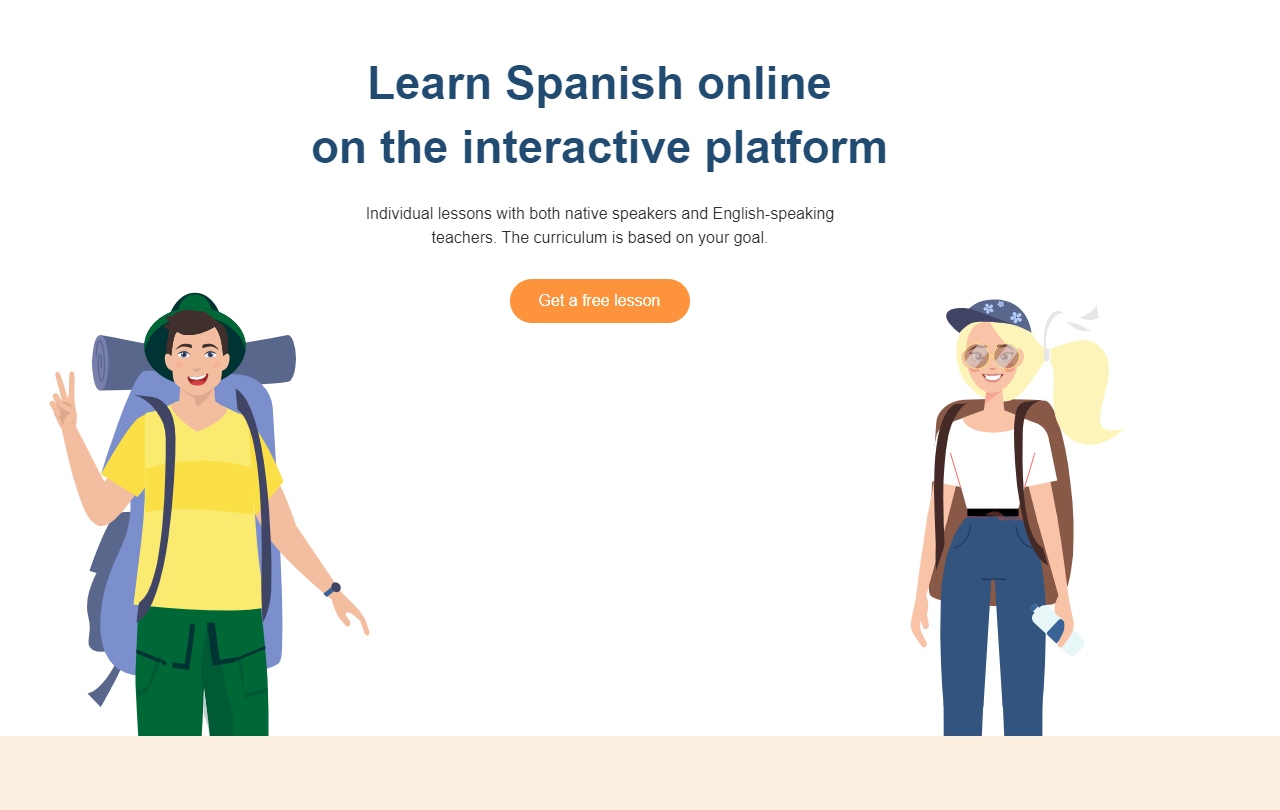 Learn Spanish online
on the interactive platform
Individual lessons with both native speakers and English-speaking
teachers. The curriculum is based on your goal.
Get a free lesson